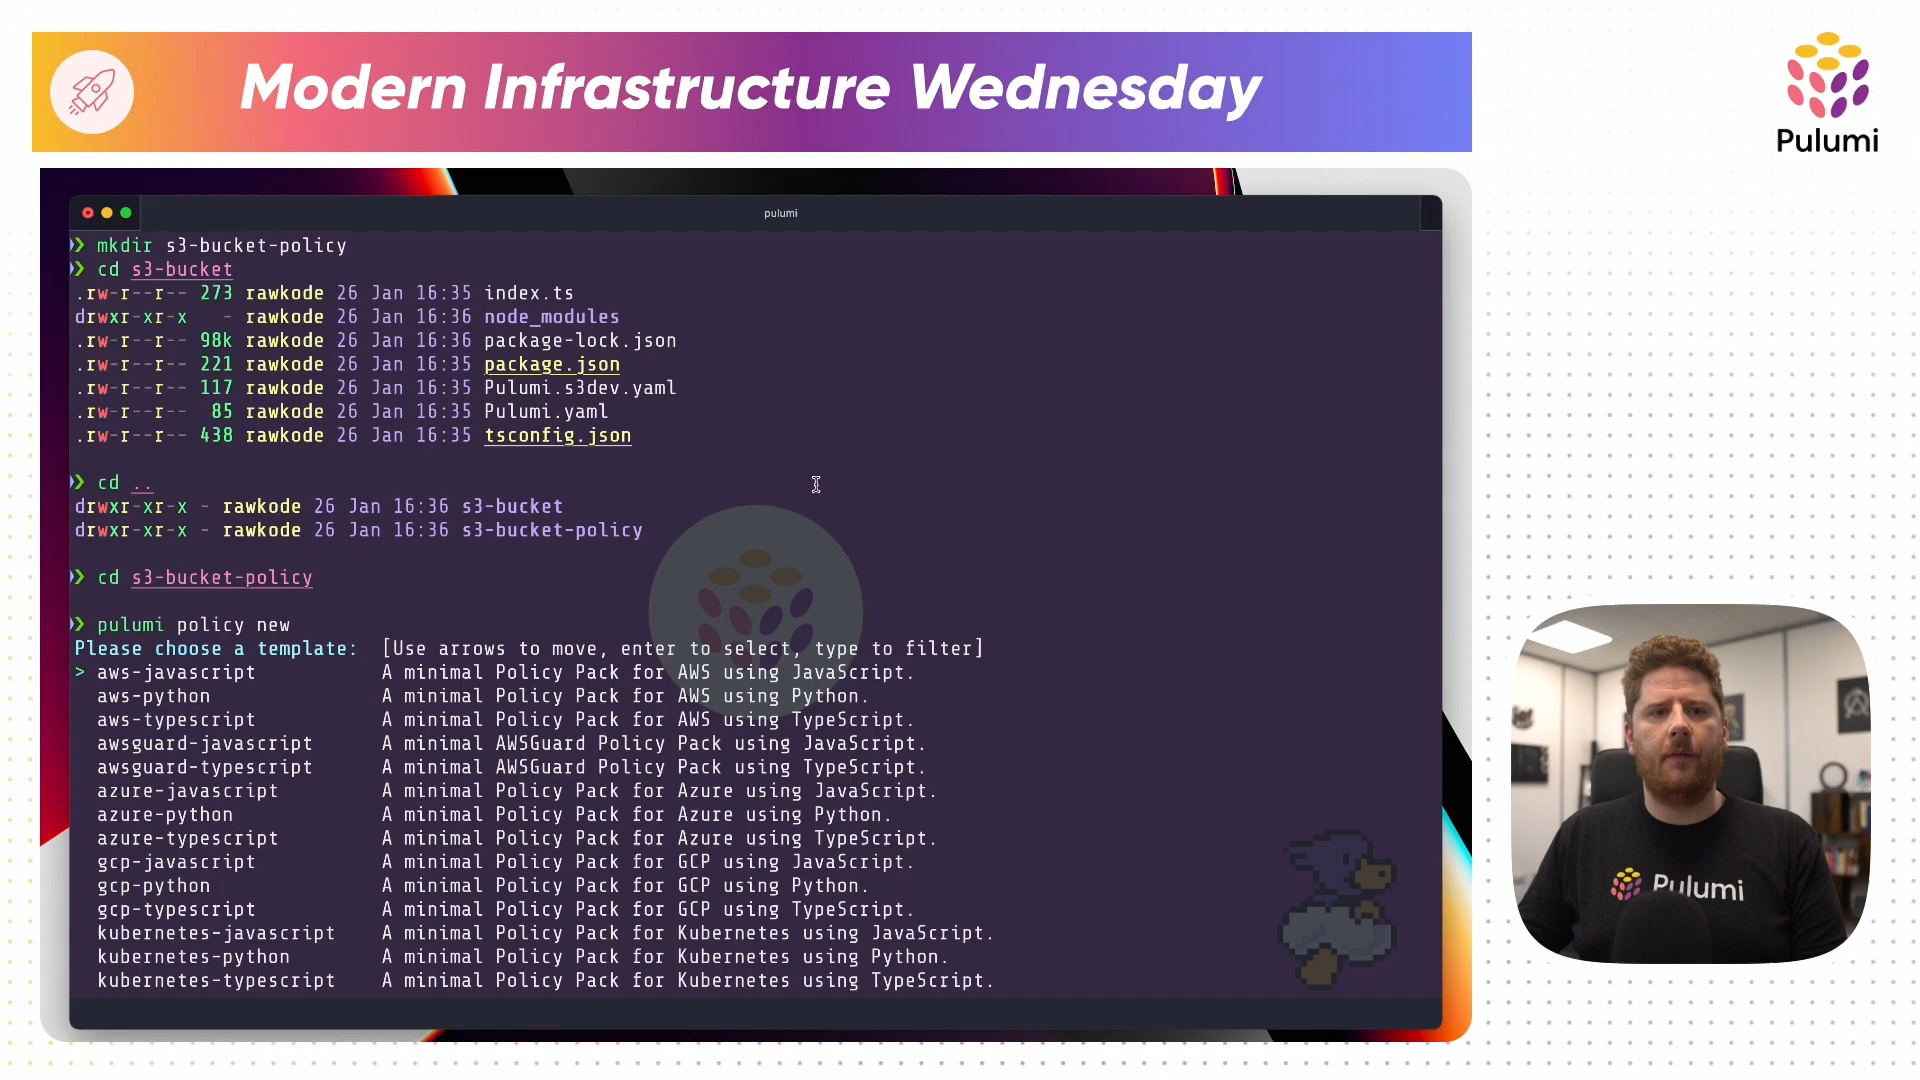 Modern Infrastructure Wednesday
Pulumi
pulumi
❯ mkdir s3-bucket-policy
❯ cd s3-bucket
.rw-r--r-- 273 rawkode 26 Jan 16:35 index.ts
drwxr-xr-x - rawkode 26 Jan 16:36 node_modules
.rw-r--r-- 98k rawkode 26 Jan 16:36 package-lock.json
.rw-r--r-- 221 rawkode 26 Jan 16:35 package.json
.rw-r--r-- 117 rawkode 26 Jan 16:35 Pulumi.s3dev.yaml
.rw-r--r-- 85 rawkode 26 Jan 16:35 Pulumi.yaml
.rw-r--r-- 438 rawkode 26 Jan 16:35 tsconfig.json
❯ cd ..
drwxr-xr-x - rawkode 26 Jan 16:36 s3-bucket
drwxr-xr-x - rawkode 26 Jan 16:36 s3-bucket-policy
❯ cd s3-bucket-policy
❯ pulumi policy new
Please choose a template: [Use arrows to move, enter to select, type to filter]
> aws-javascript A minimal Policy Pack for AWS using JavaScript.
aws-python A minimal Policy Pack for AWS using Python.
aws-typescript A minimal Policy Pack for AWS using TypeScript.
awsguard-javascript A minimal AWSGuard Policy Pack using JavaScript.
awsguard-typescript A minimal AWSGuard Policy Pack using TypeScript.
azure-javascript A minimal Policy Pack for Azure using JavaScript.
azure-python A minimal Policy Pack for Azure using Python.
azure-typescript A minimal Policy Pack for Azure using TypeScript.
gcp-javascript A minimal Policy Pack for GCP using JavaScript.
gcp-python A minimal Policy Pack for GCP using Python.
gcp-typescript A minimal Policy Pack for GCP using TypeScript.
kubernetes-javascript A minimal Policy Pack for Kubernetes using JavaScript.
kubernetes-python A minimal Policy Pack for Kubernetes using Python.
kubernetes-typescript A minimal Policy Pack for Kubernetes using TypeScript.
Pulumi